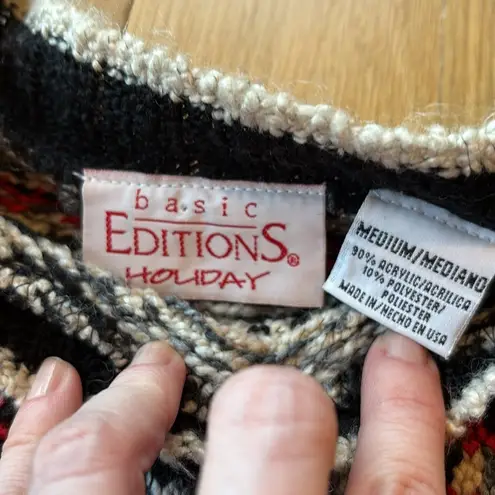 basic
EDITIONS®
HOLIDAY
MEDIUM/MEDIANO
90% ACRYLIC/ACRILICA
10% POLYESTER/
POLIESTER
MADE IN/HECHO EN USA